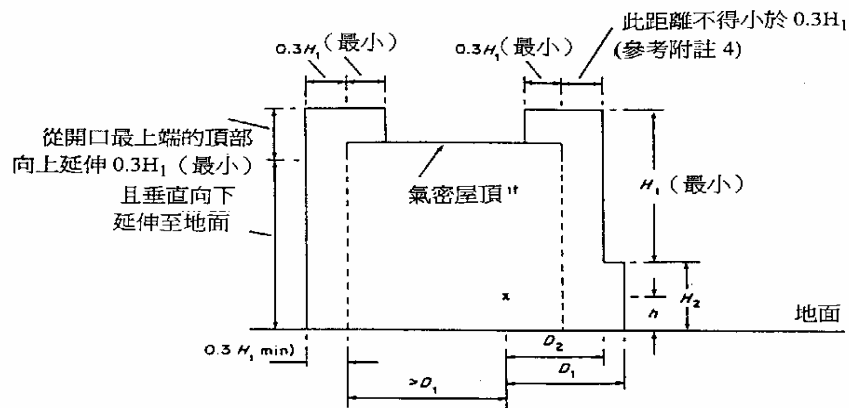 此距離不得小於 0.3H₁
(參考附註 4)
0.3H₁（最小）
0.3H₁（最小）
從開口最上端的頂部
向上延伸 0.3H₁（最小）
且垂直向下
延伸至地面
氣密屋頂
H₁（最小）
x
h
H₂
地面
0.3 H₁ min)
D₂
D₁
>D₁